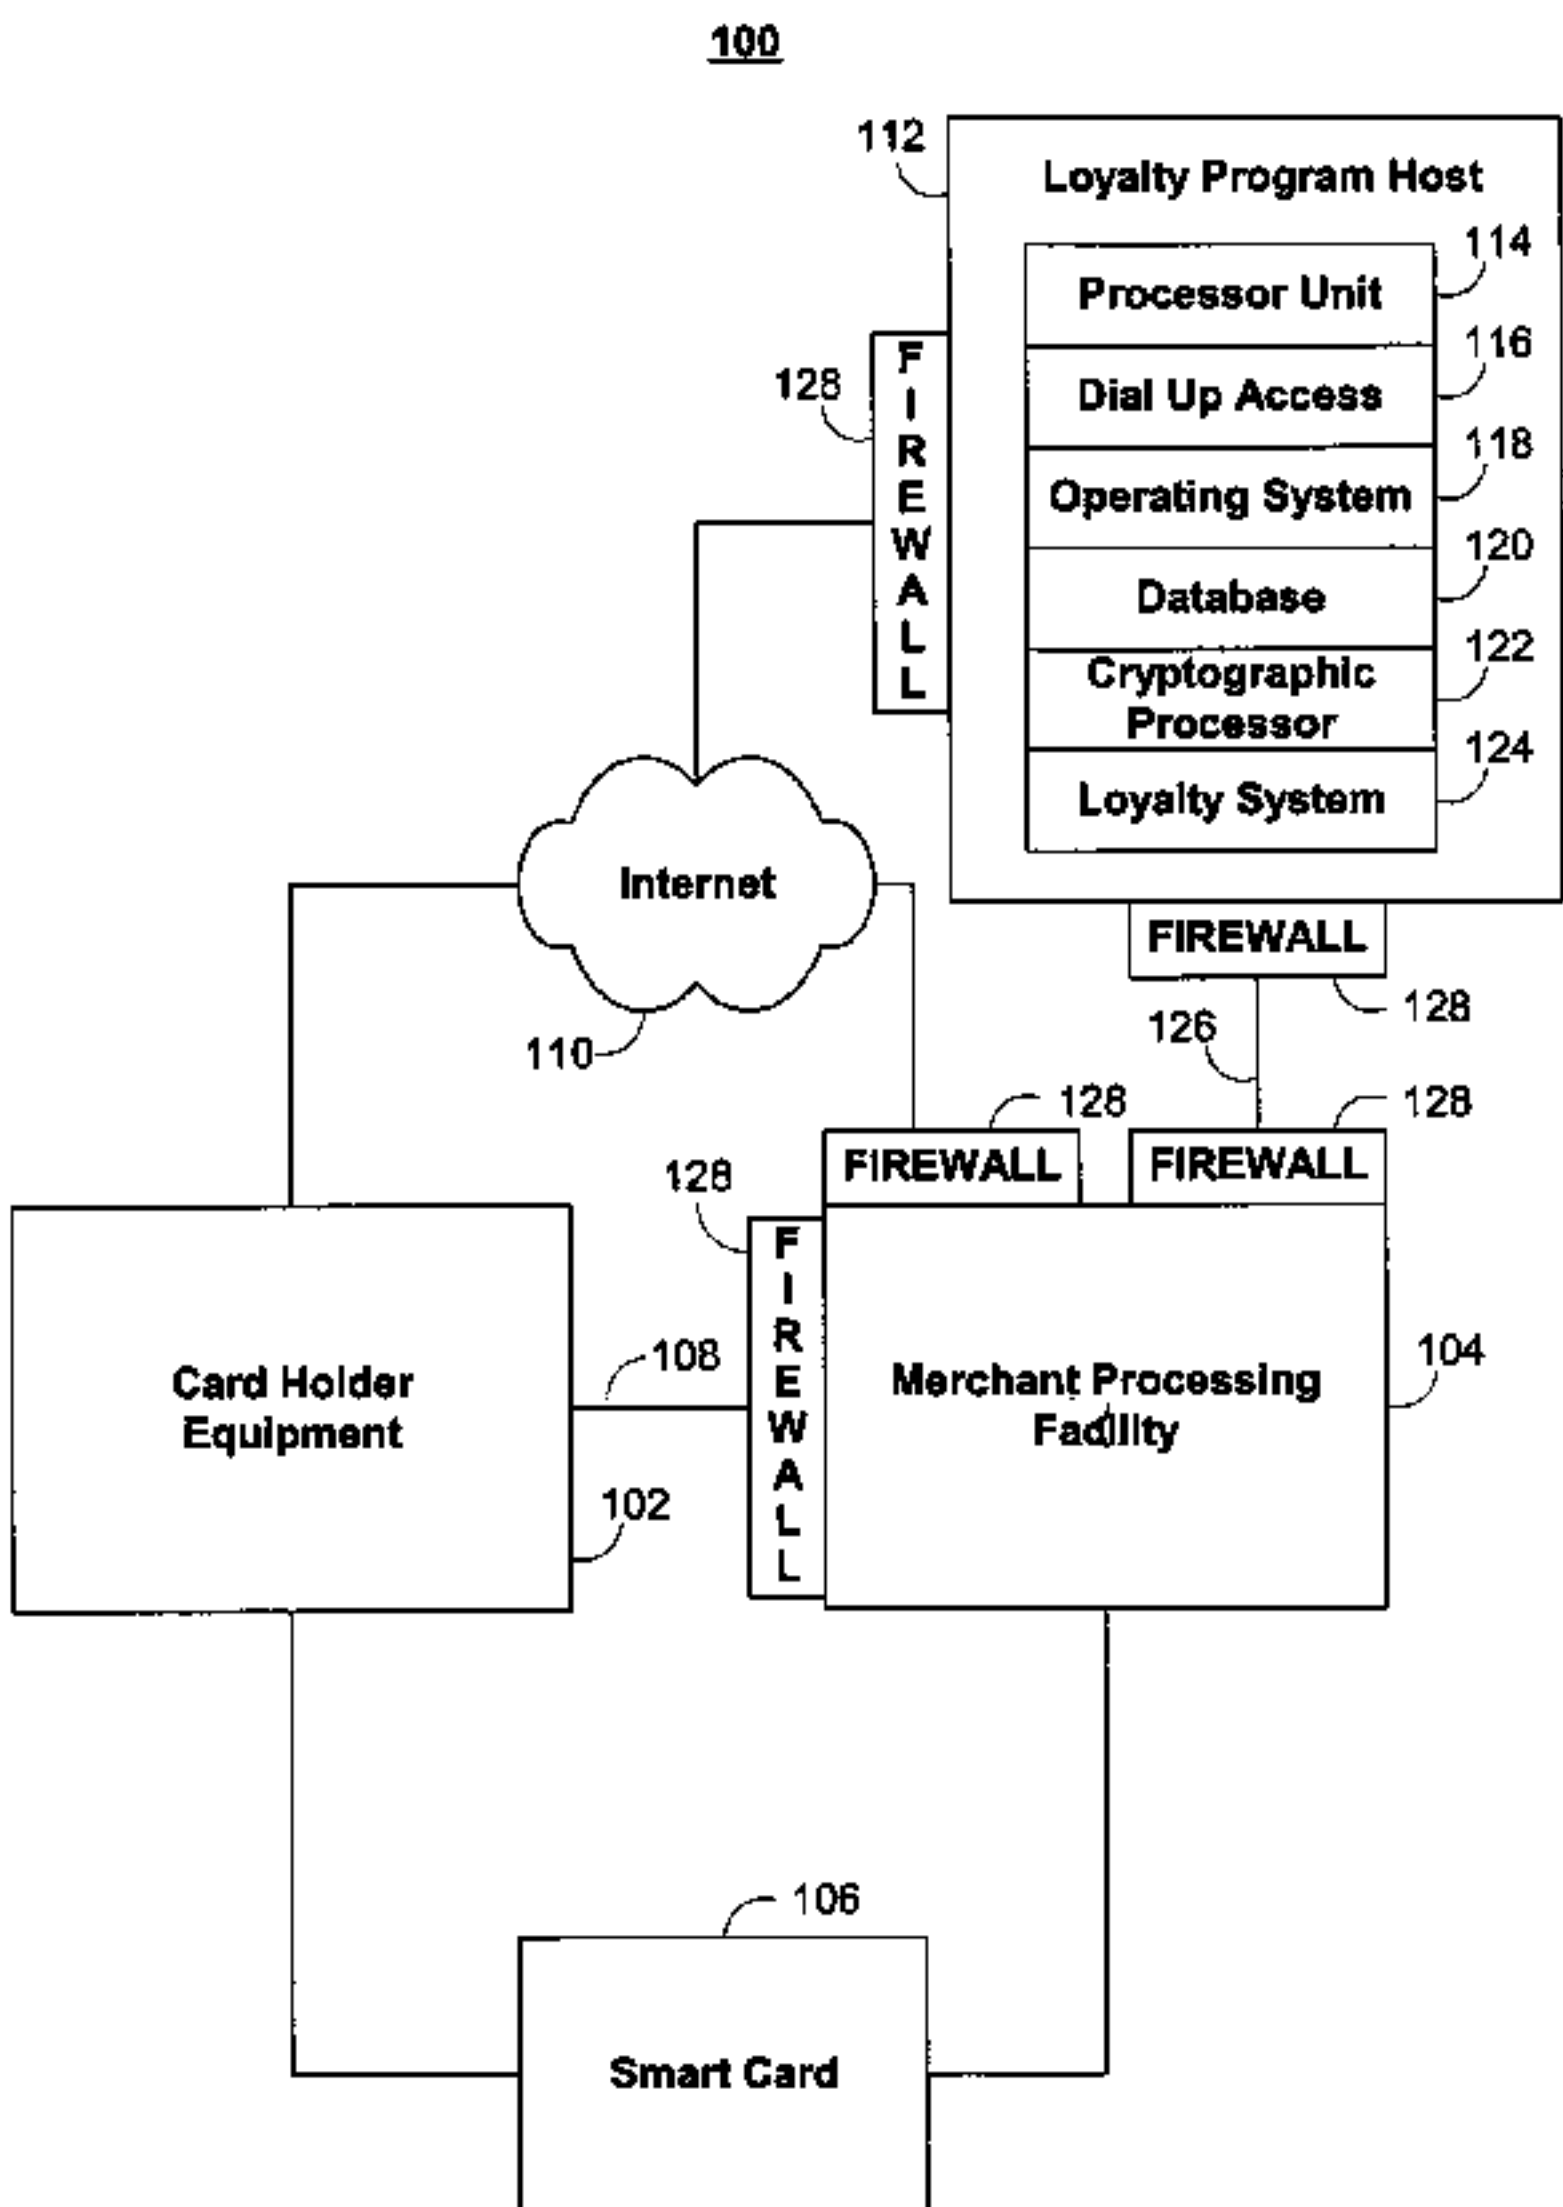 100
112
Loyalty Program Host
114
Processor Unit
116
Dial Up Access
128
FIREWALL
118
Operating System
120
Database
122
Cryptographic
Processor
124
Loyalty System
Internet
110
FIREWALL
128
126
128
128
FIREWALL
FIREWALL
128
FIREWALL
108
104
Card Holder
Equipment
Merchant Processing
Facility
102
106
Smart Card